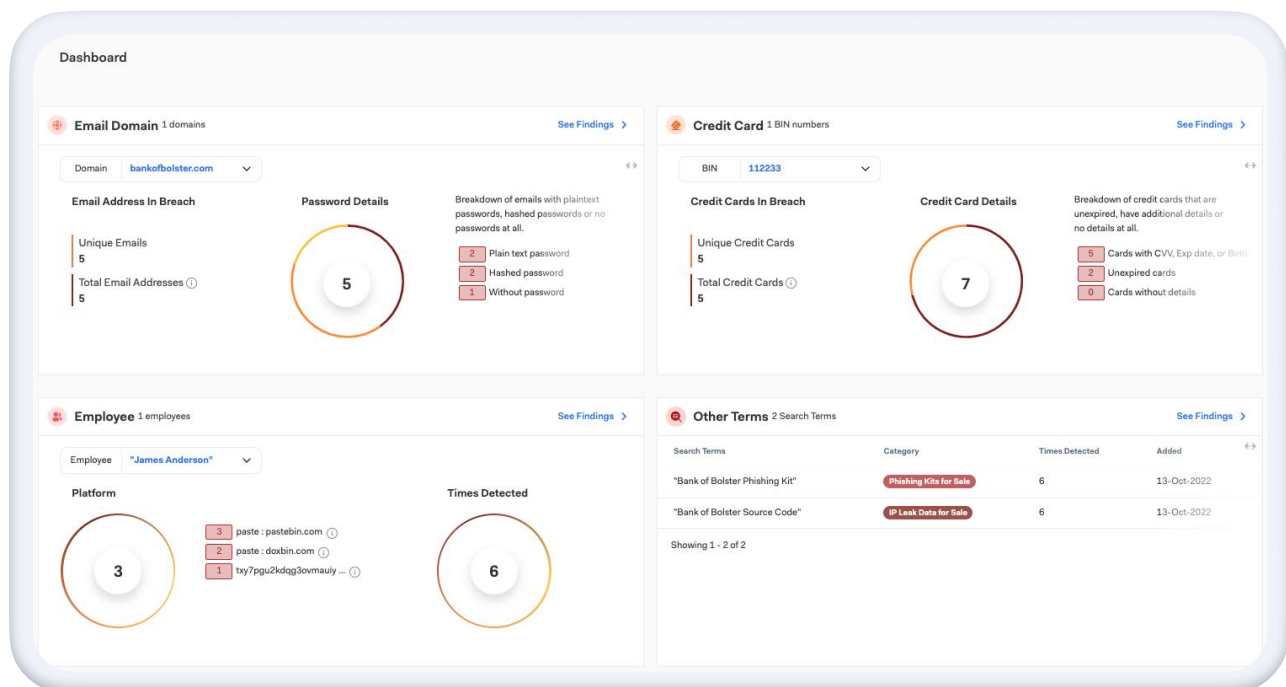 Dashboard
Email Domain 1 domains
See Findings >
Domain bankofbolster.com
Email Address In Breach
Unique Emails
5
Total Email Addresses
5
Password Details
5
Breakdown of emails with plaintext
passwords, hashed passwords or no
passwords at all.
2 Plain text password
2 Hashed password
1 Without password
Credit Card 1 BIN numbers
See Findings >
BIN 112233
Credit Cards In Breach
Unique Credit Cards
5
Total Credit Cards
5
Credit Card Details
7
Breakdown of credit cards that are
unexpired, have additional details or
no details at all.
5 Cards with CVV, Exp date, or Both
2 Unexpired cards
0 Cards without details
Employee 1 employees
See Findings >
Employee "James Anderson"
Platform
3
3 paste : pastebin.com
2 paste : doxbin.com
1 txy7pgu2kdqg3ovmauiy ...
Times Detected
6
Other Terms 2 Search Terms
See Findings >
Search Terms Category Times Detected Added
"Bank of Bolster Phishing Kit" Phishing Kits for Sale 6 13-Oct-2022
"Bank of Bolster Source Code" IP Leak Data for Sale 6 13-Oct-2022
Showing 1 - 2 of 2